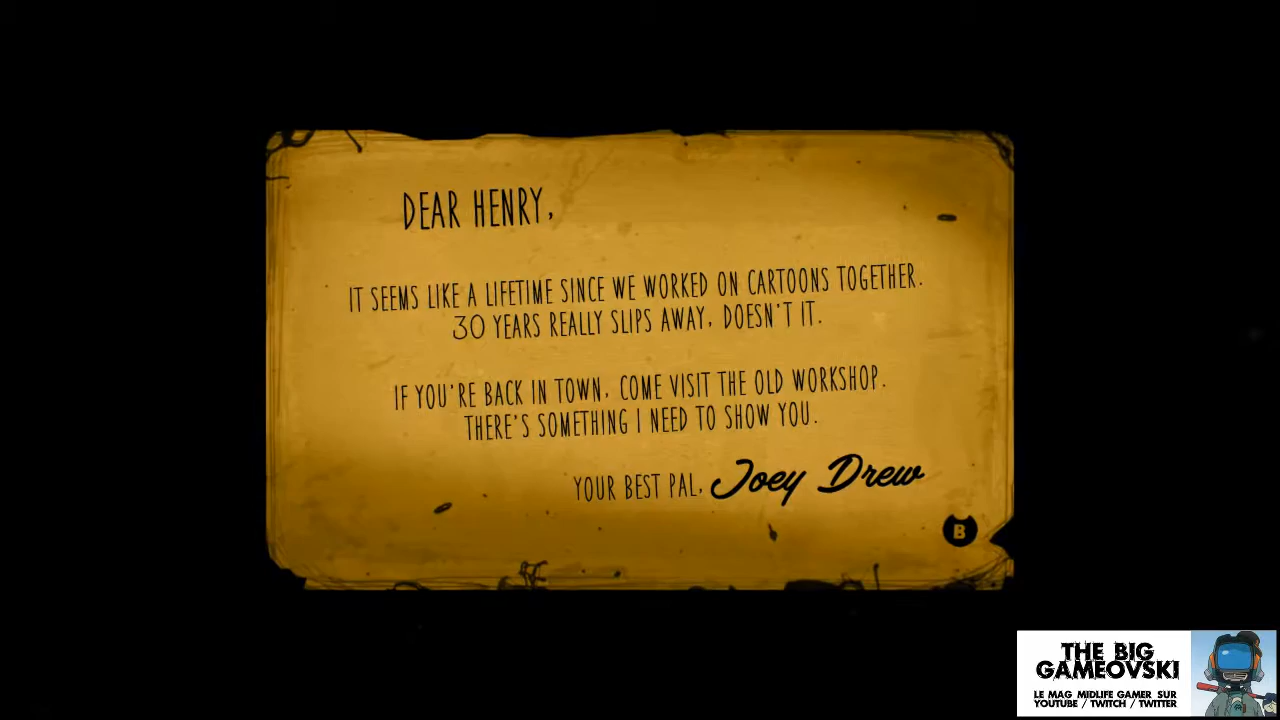 DEAR HENRY,
IT SEEMS LIKE A LIFETIME SINCE WE WORKED ON CARTOONS TOGETHER.
30 YEARS REALLY SLIPS AWAY, DOESN'T IT.
IF YOU'RE BACK IN TOWN, COME VISIT THE OLD WORKSHOP.
THERE'S SOMETHING I NEED TO SHOW YOU.
YOUR BEST PAL, Joey Drew
B
THE BIG
GAMEOVSKI
LE MAG MIDLIFE GAMER SUR
YOUTUBE / TWITCH / TWITTER